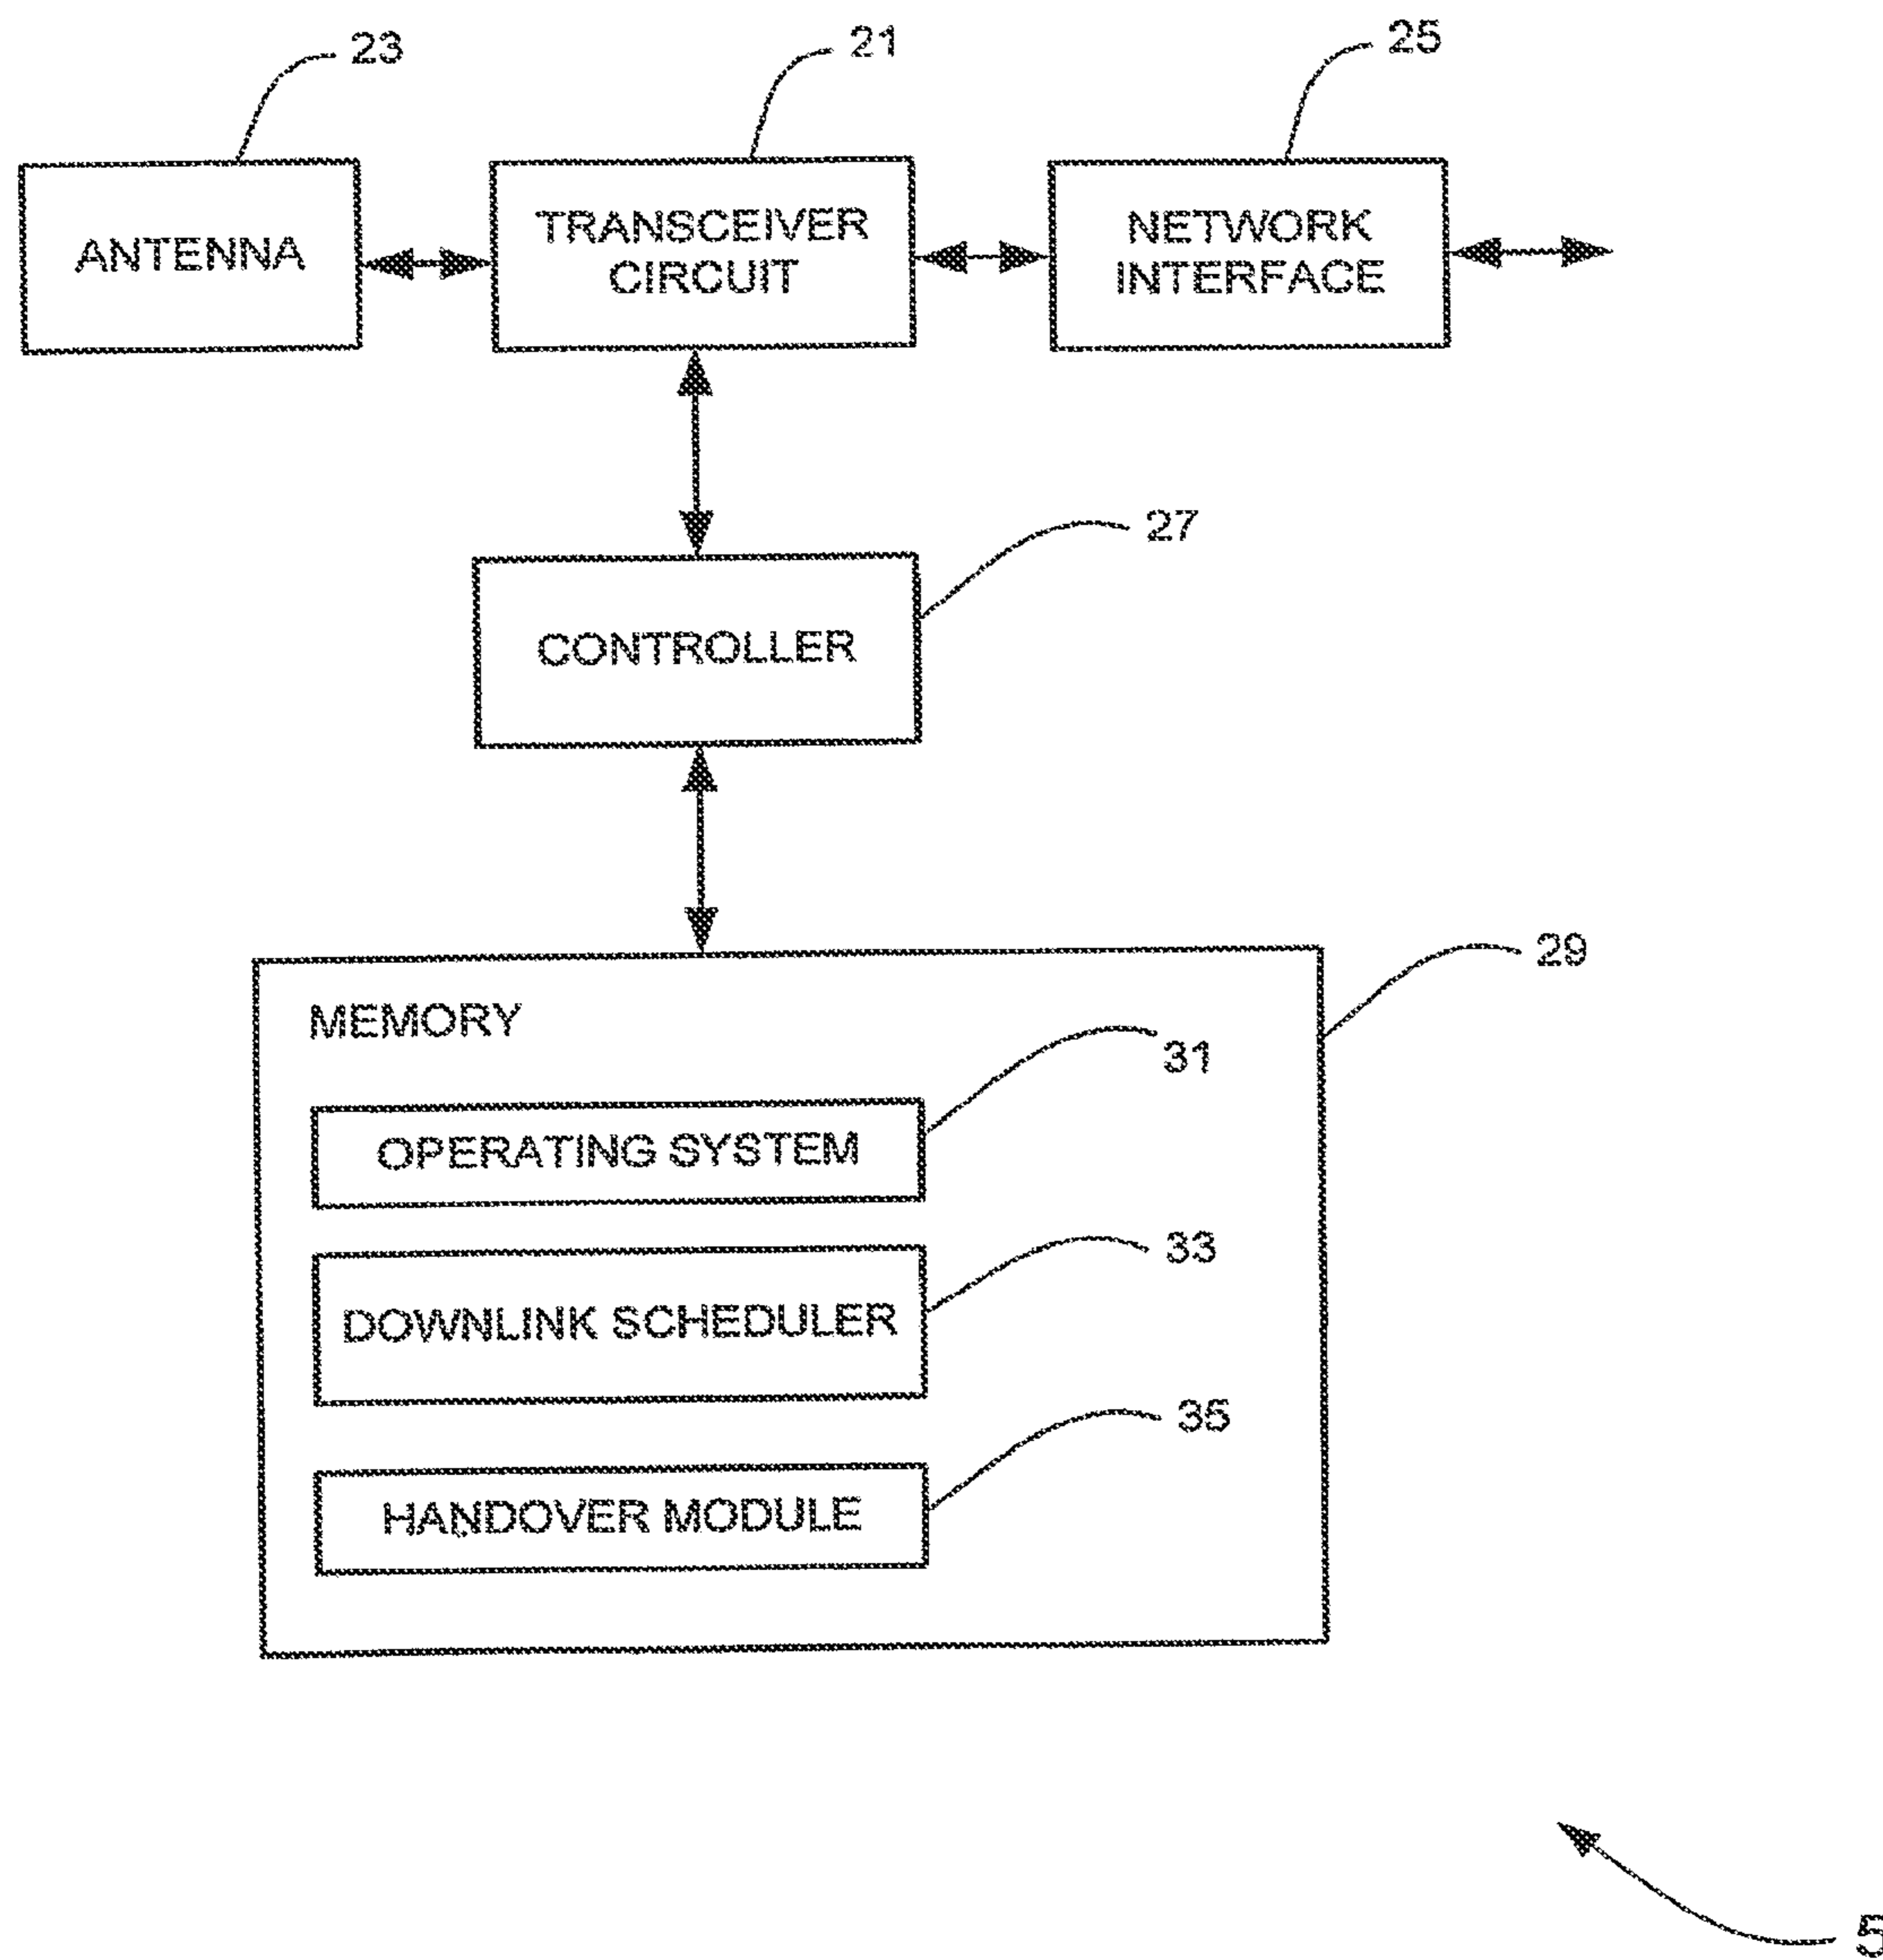 23
21
25
ANTENNA
TRANSCEIVER
CIRCUIT
NETWORK
INTERFACE
27
CONTROLLER
29
MEMORY
31
OPERATING SYSTEM
33
DOWNLINK SCHEDULER
35
HANDOVER MODULE
5